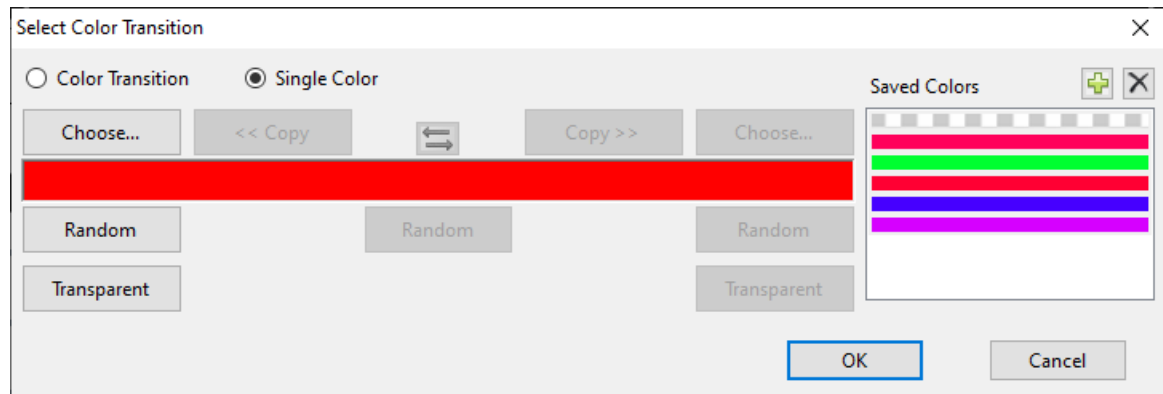 Select Color Transition
Color Transition Single Color
Saved Colors
Choose... << Copy Copy >> Choose...
Random Random Random
Transparent Transparent
OK Cancel